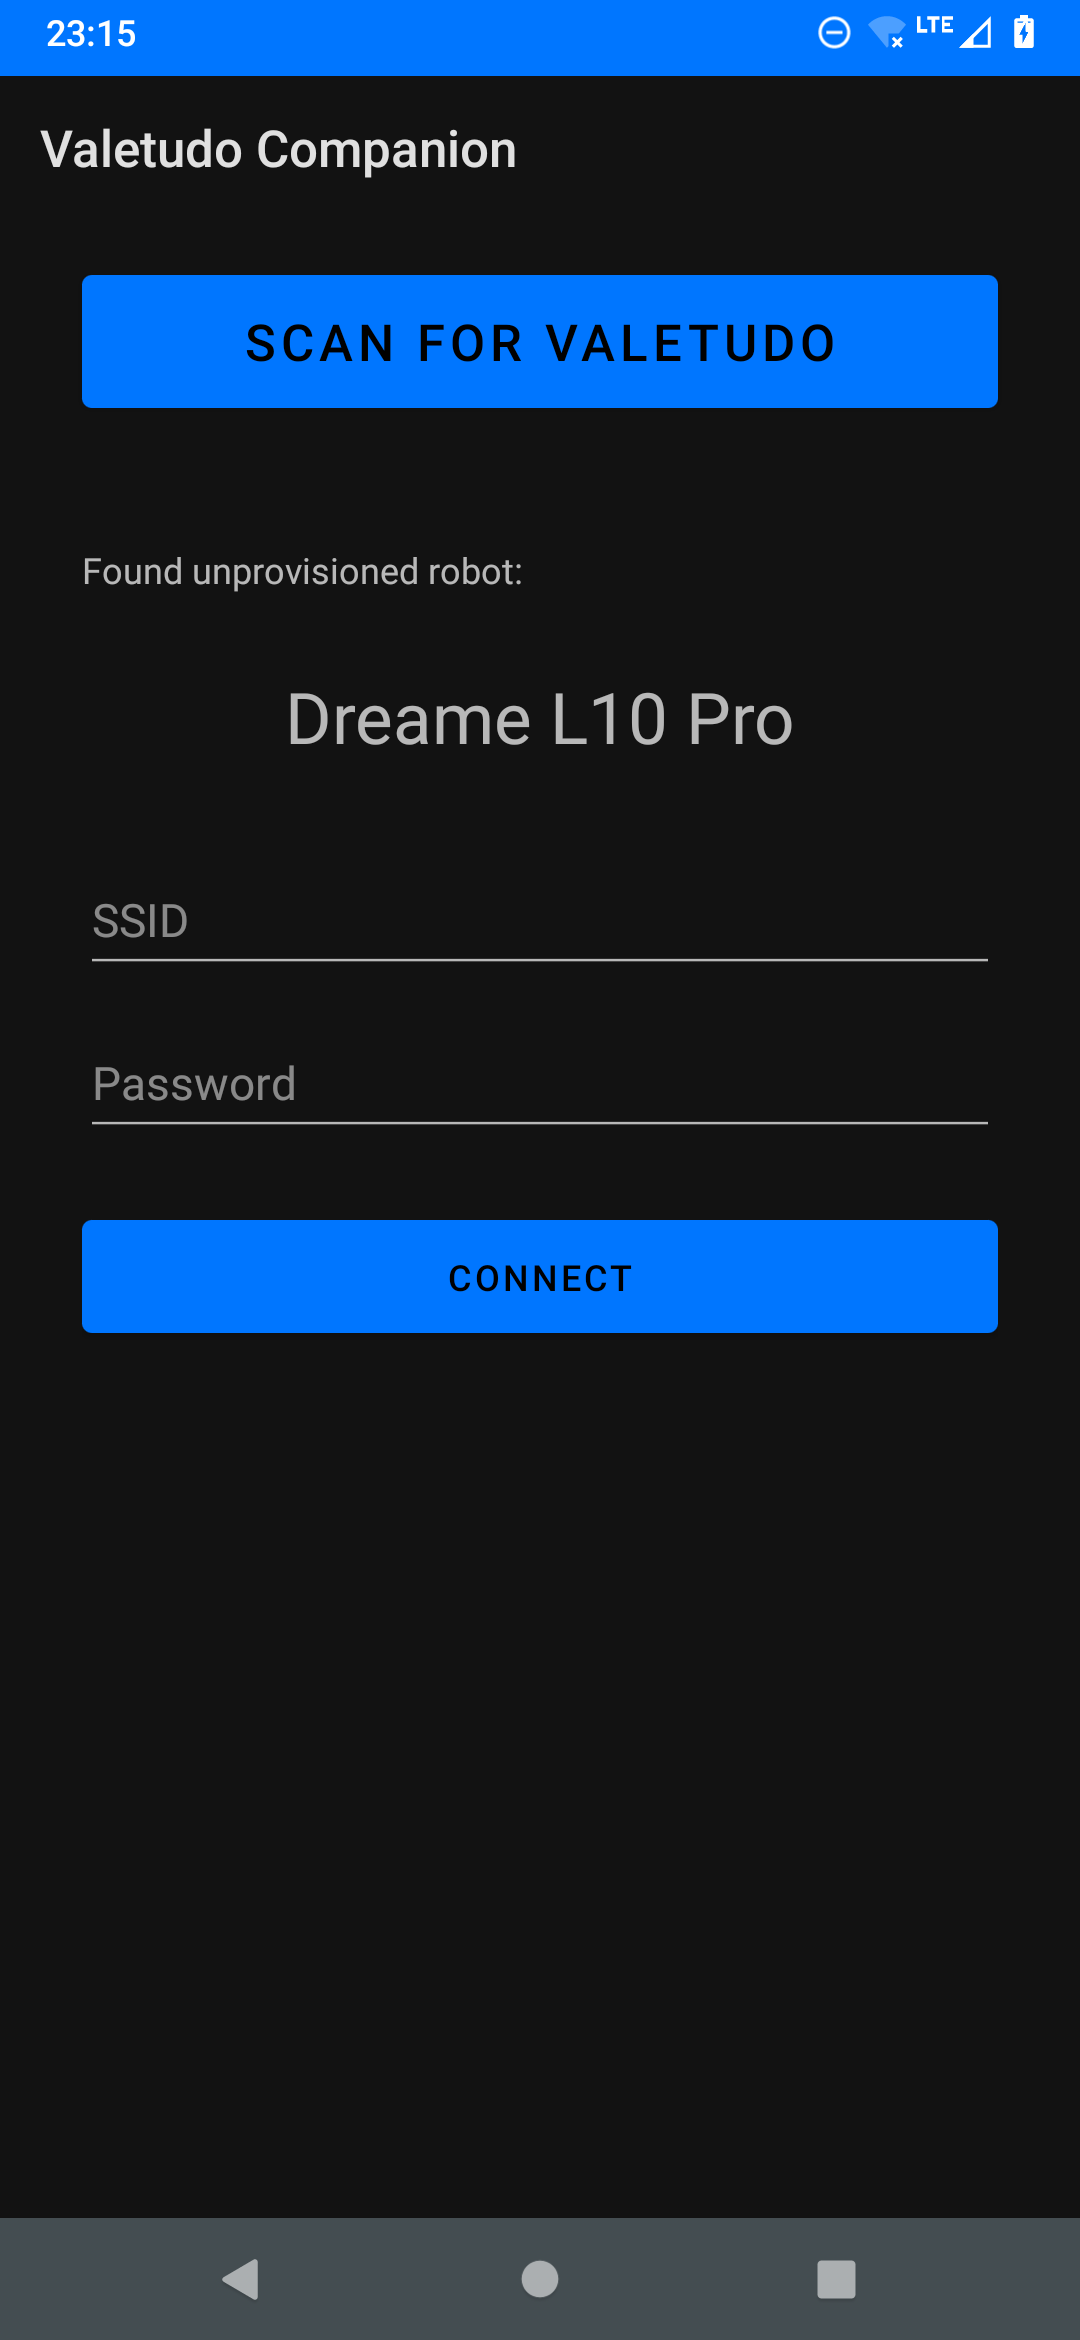 23:15
LTE
Valetudo Companion
SCAN FOR VALETUDO
Found unprovisioned robot:
Dreame L10 Pro
SSID
Password
CONNECT